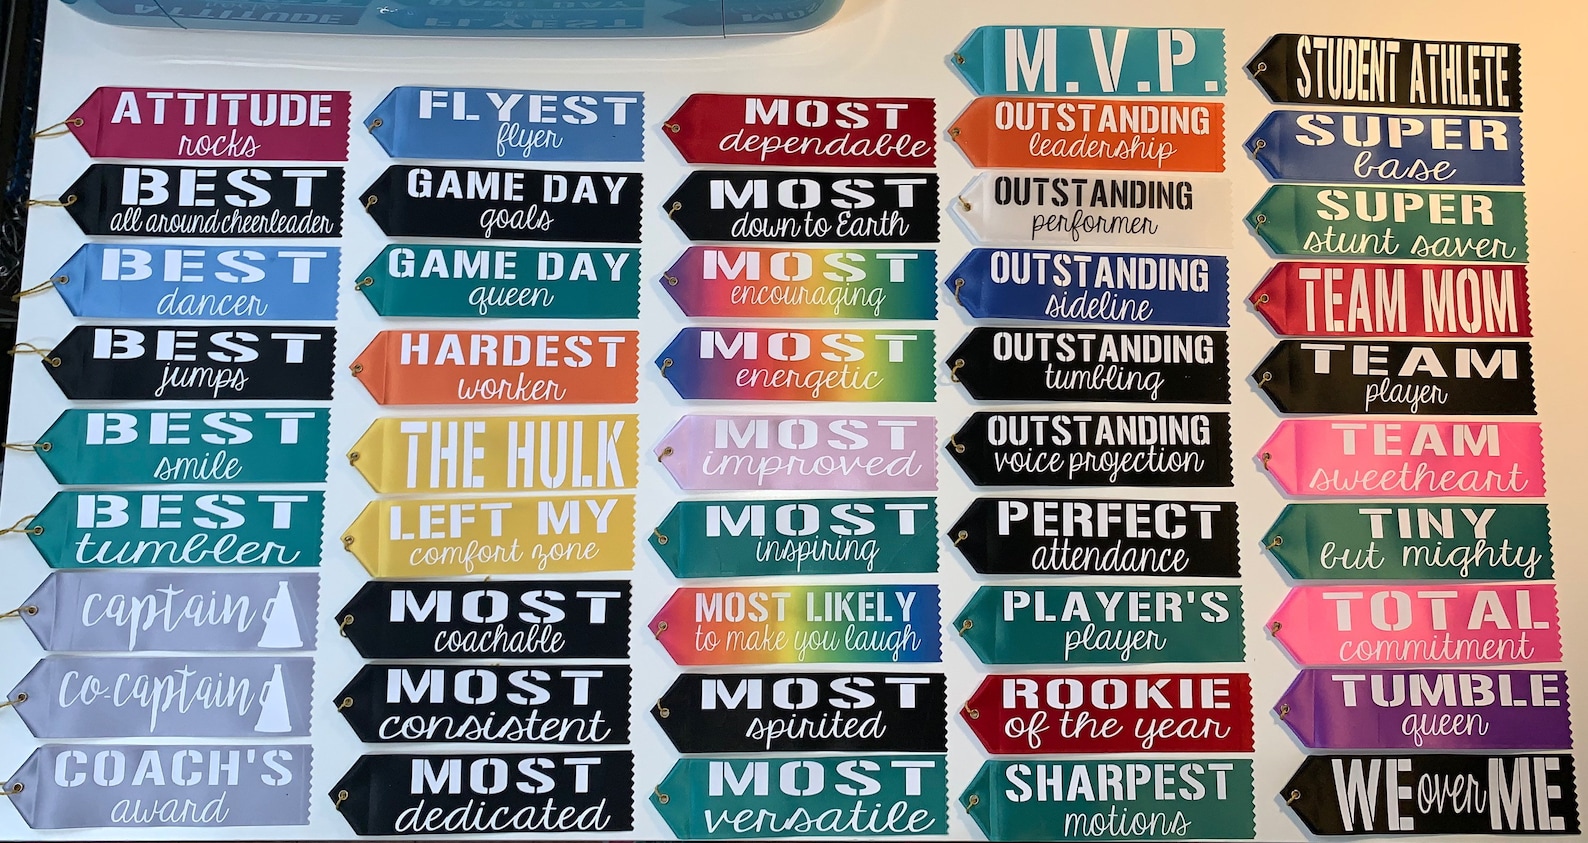 ATTITUDE
rocks
BEST
all around cheerleader
BEST
dancer
BEST
jumps
BEST
smile
BEST
tumbler
captain
co-captain
COACH'S
award
FLYEST
flyer
GAME DAY
goals
GAME DAY
queen
HARDEST
worker
THE HULK
LEFT MY
comfort zone
MOST
coachable
MOST
consistent
MOST
dedicated
MOST
dependable
MOST
down to Earth
MOST
encouraging
MOST
energetic
MOST
improved
MOST
inspiring
MOST LIKELY
to make you laugh
MOST
spirited
MOST
versatile
M.V.P.
OUTSTANDING
leadership
OUTSTANDING
performer
OUTSTANDING
sideline
OUTSTANDING
tumbling
OUTSTANDING
voice projection
PERFECT
attendance
PLAYER'S
player
ROOKIE
of the year
SHARPEST
motions
STUDENT ATHLETE
SUPER
base
SUPER
stunt saver
TEAM MOM
TEAM
player
TEAM
sweetheart
TINY
but mighty
TOTAL
commitment
TUMBLE
queen
WE over ME